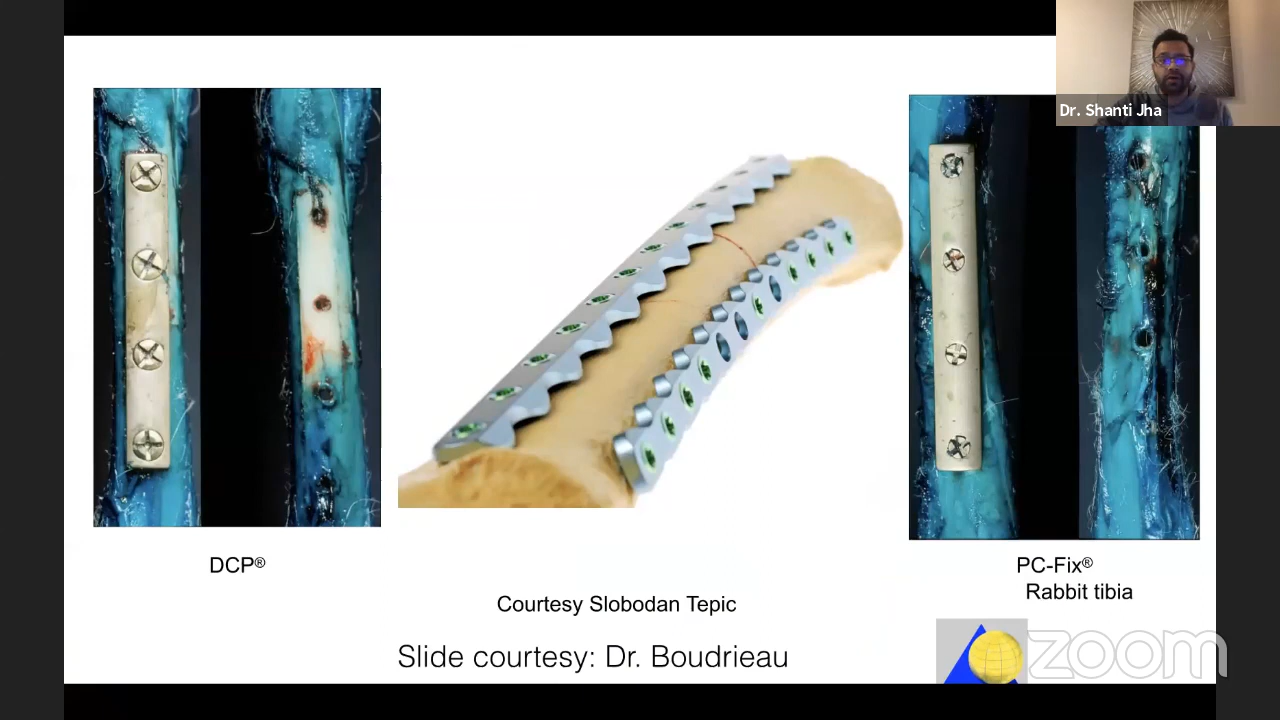 Dr. Shanti Jha
DCP®
PC-Fix®
Rabbit tibia
Courtesy Slobodan Tepic
Slide courtesy: Dr. Boudrieau
zoom